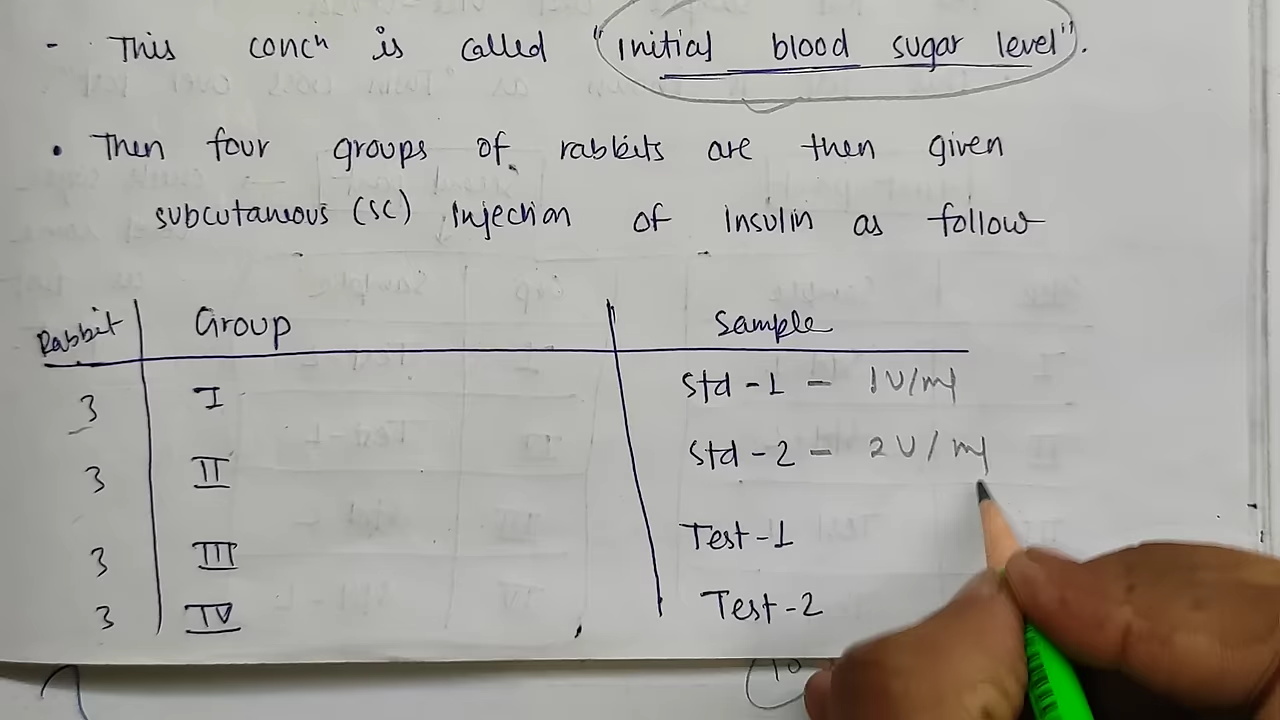 - This concⁿ is called "initial blood sugar level".
• Then four groups of rabbits are then given
subcutaneous (SC) injection of insulin as follow
Rabbit Group Sample
3 I Std - 1 - 1U/ml
3 II Std - 2 - 2U/ml
3 III Test - 1
3 IV Test - 2
10